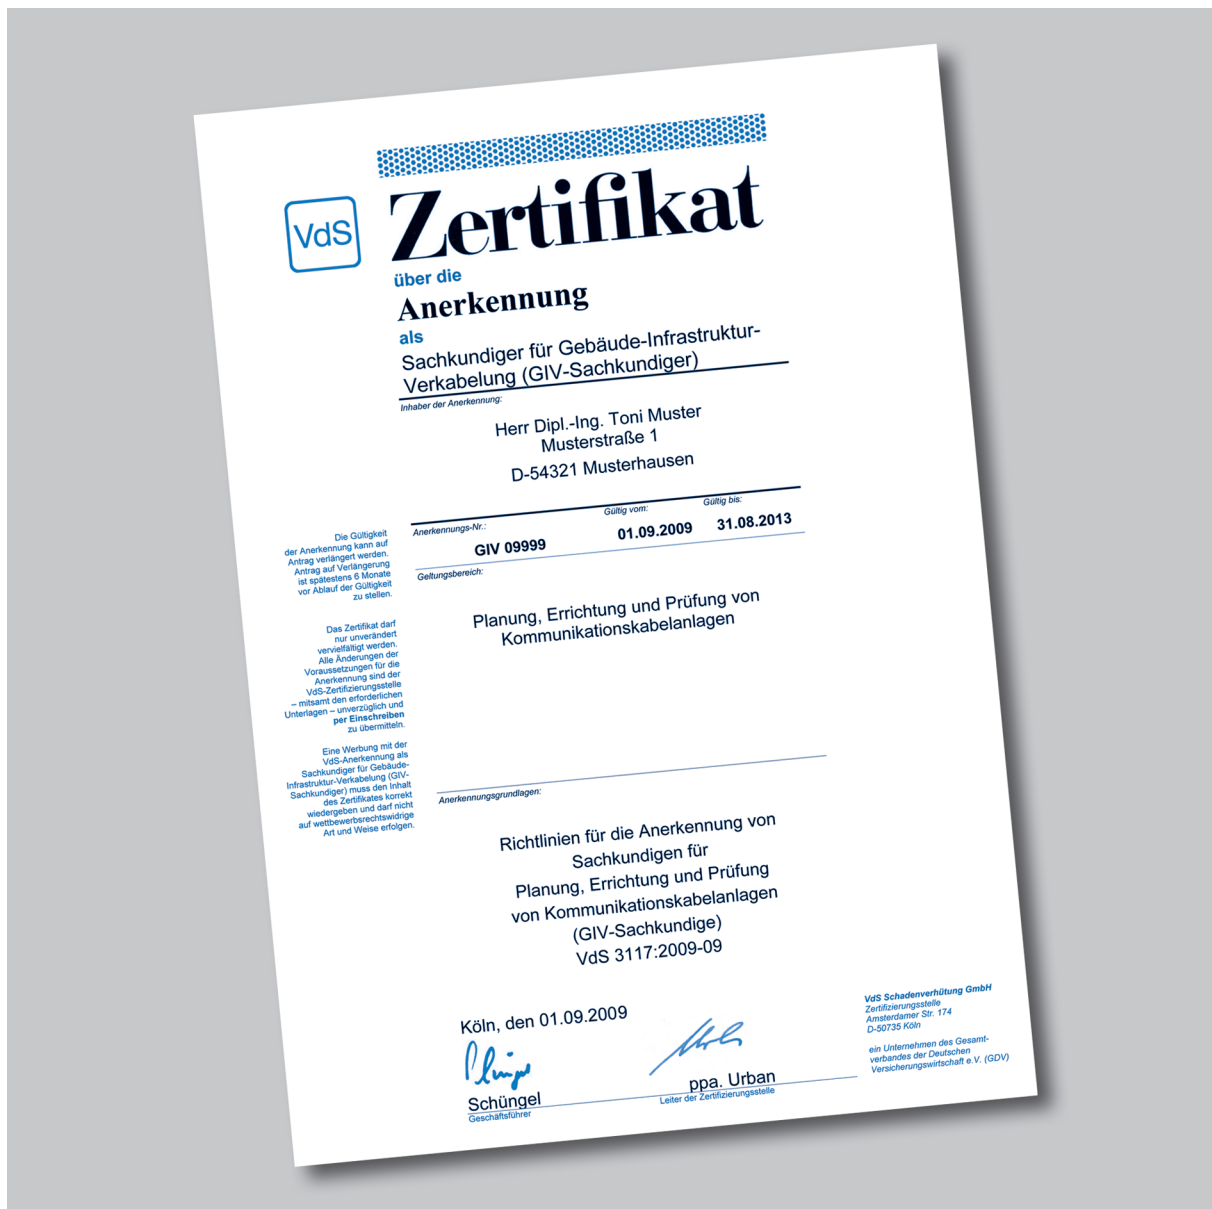 VdS
Zertifikat
über die
Anerkennung
als
Sachkundiger für Gebäude-Infrastruktur-
Verkabelung (GIV-Sachkundiger)
Inhaber der Anerkennung:
Herr Dipl.-Ing. Toni Muster
Musterstraße 1
D-54321 Musterhausen
Anerkennungs-Nr.:
Gültig vom:
Gültig bis:
GIV 09999
01.09.2009
31.08.2013
Geltungsbereich:
Planung, Errichtung und Prüfung von
Kommunikationskabelanlagen
Die Gültigkeit
der Anerkennung kann auf
Antrag verlängert werden.
Antrag auf Verlängerung
ist spätestens 6 Monate
vor Ablauf der Gültigkeit
zu stellen.
Das Zertifikat darf
nur unverändert
vervielfältigt werden.
Alle Änderungen der
Voraussetzungen für die
Anerkennung sind der
VdS-Zertifizierungsstelle
– mitsamt den erforderlichen
Unterlagen – unverzüglich und
per Einschreiben
zu übermitteln.
Eine Werbung mit der
VdS-Anerkennung als
Sachkundiger für Gebäude-
Infrastruktur-Verkabelung (GIV-
Sachkundiger) muss den Inhalt
des Zertifikates korrekt
wiedergeben und darf nicht
auf wettbewerbsrechtswidrige
Art und Weise erfolgen.
Anerkennungsgrundlagen:
Richtlinien für die Anerkennung von
Sachkundigen für
Planung, Errichtung und Prüfung
von Kommunikationskabelanlagen
(GIV-Sachkundige)
VdS 3117:2009-09
Köln, den 01.09.2009
Schüngel
Geschäftsführer
ppa. Urban
Leiter der Zertifizierungsstelle
VdS Schadenverhütung GmbH
Zertifizierungsstelle
Amsterdamer Str. 174
D-50735 Köln
ein Unternehmen des Gesamt-
verbandes der Deutschen
Versicherungswirtschaft e.V. (GDV)